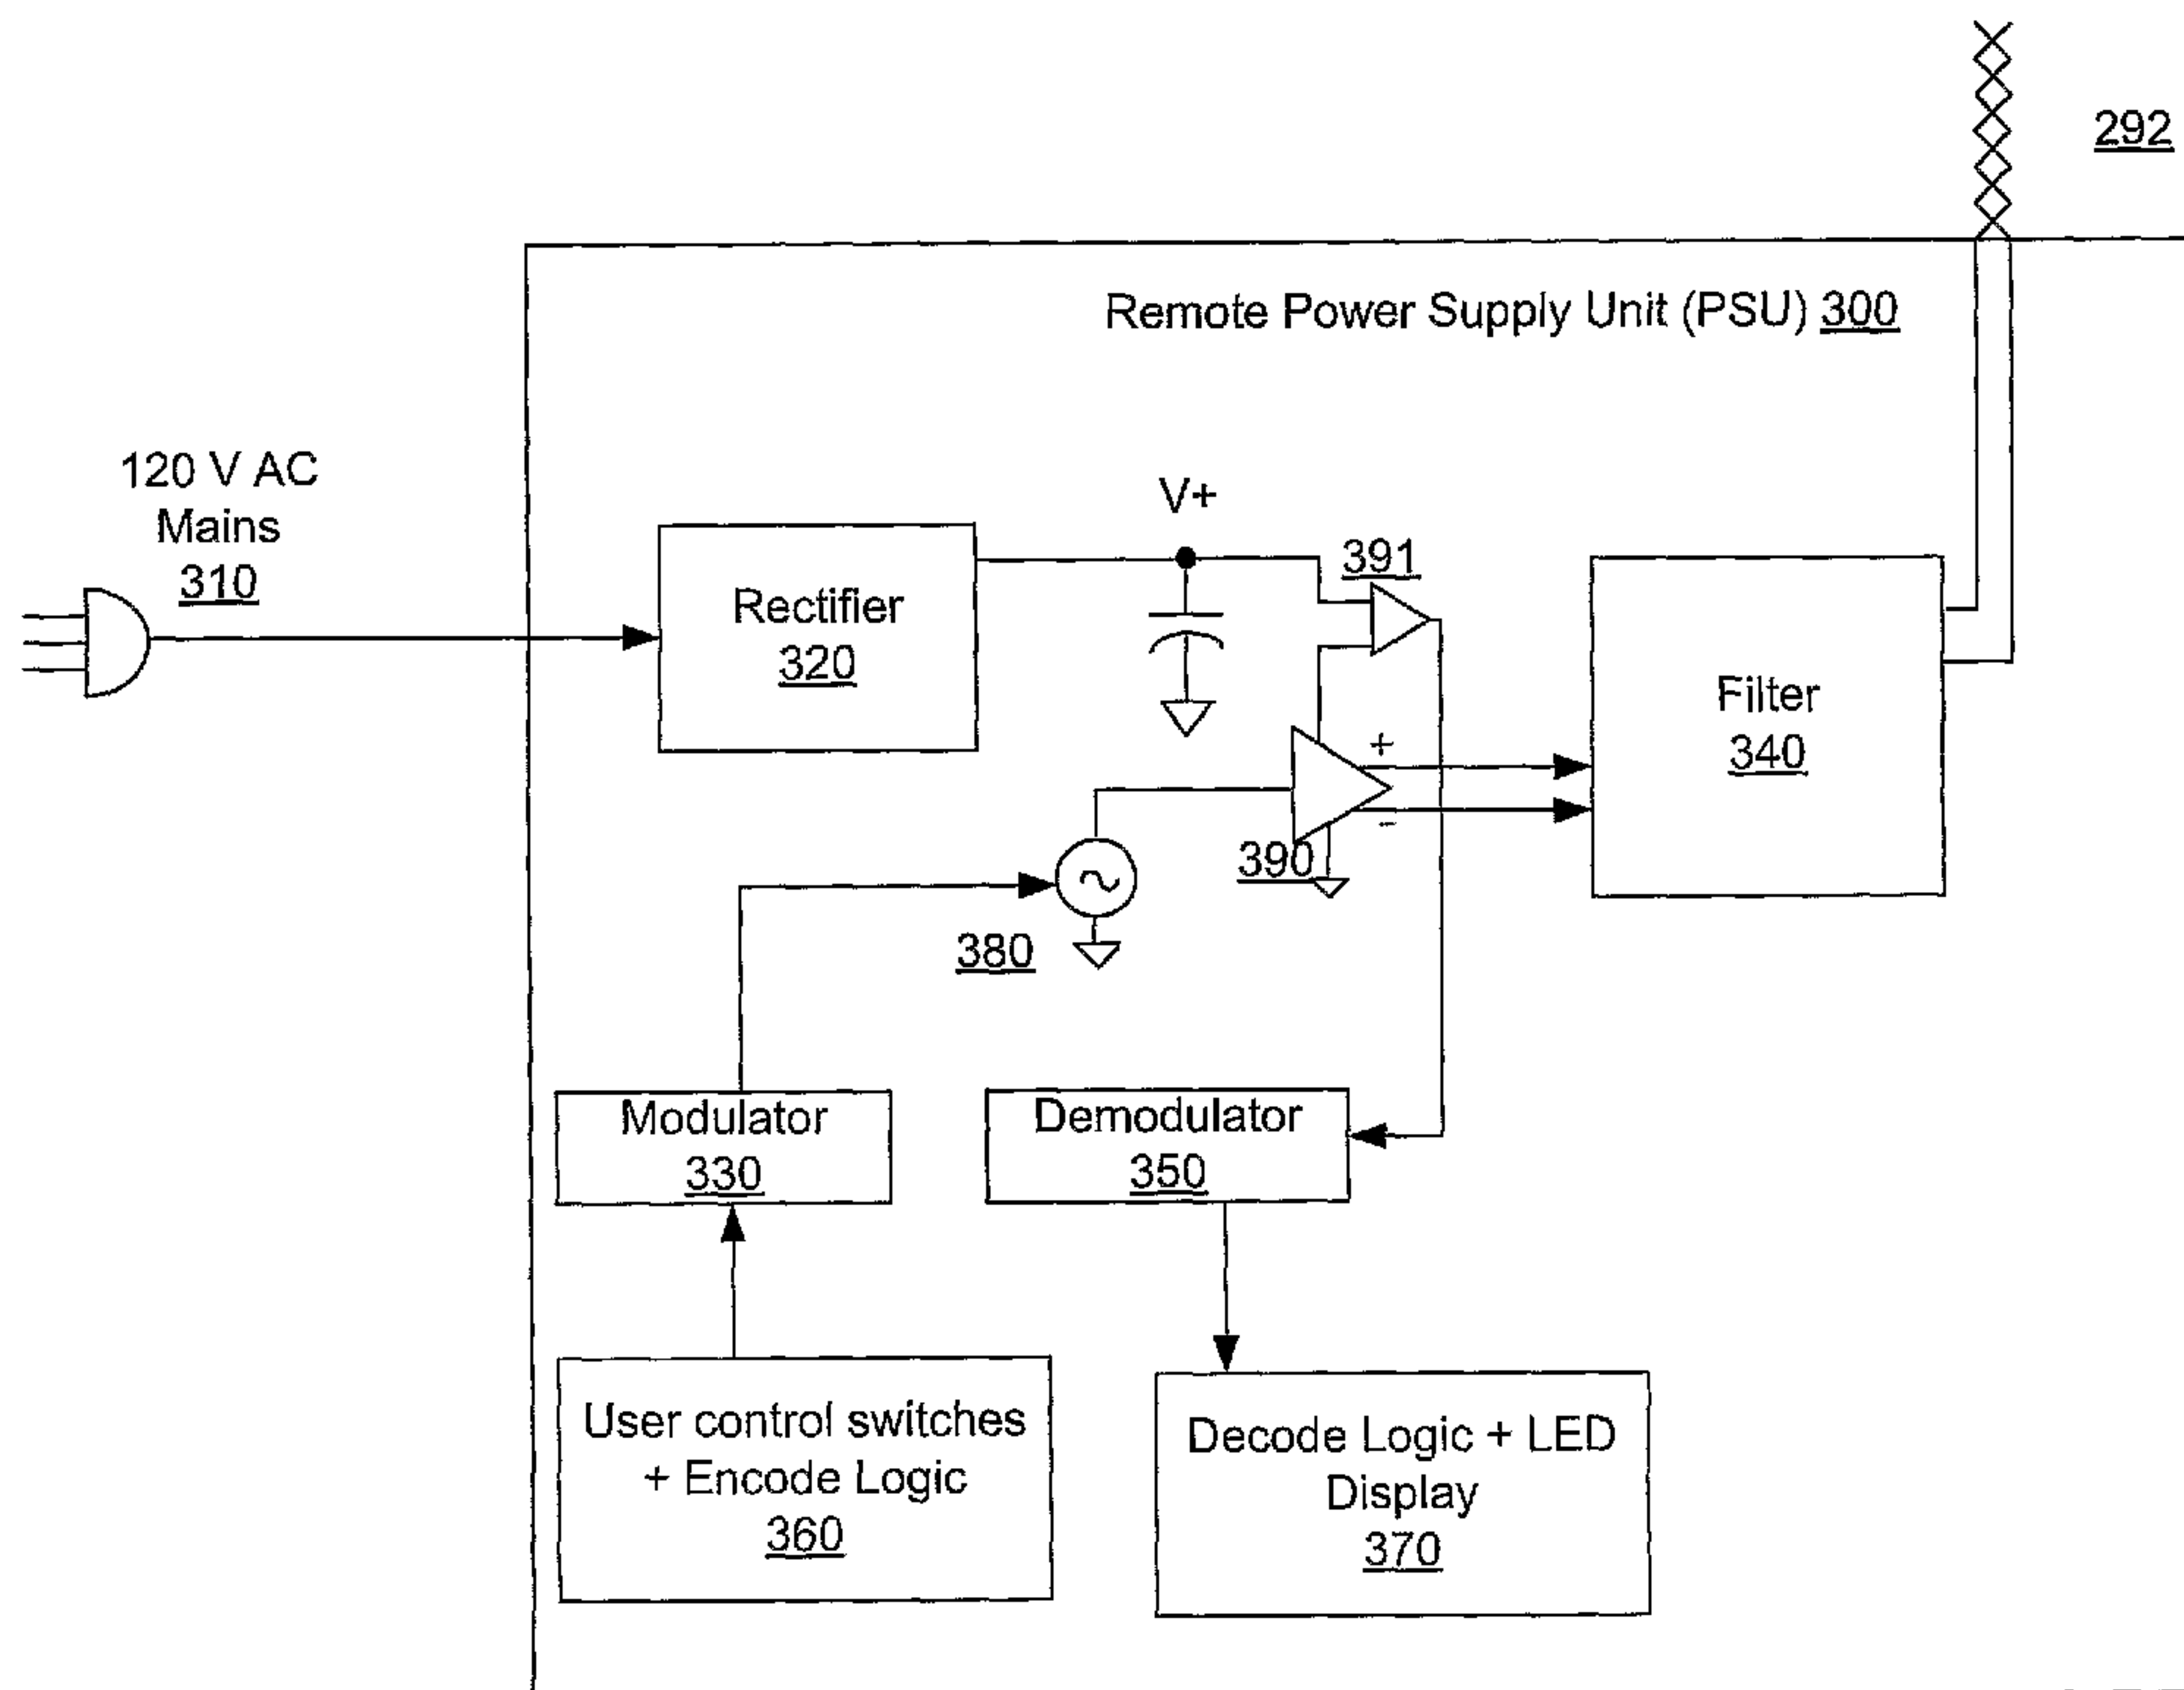 292
Remote Power Supply Unit (PSU) 300
120 V AC
Mains
310
V+
391
Rectifier
320
Filter
340
+
-
390
380
Modulator
330
Demodulator
350
User control switches
+ Encode Logic
360
Decode Logic + LED
Display
370